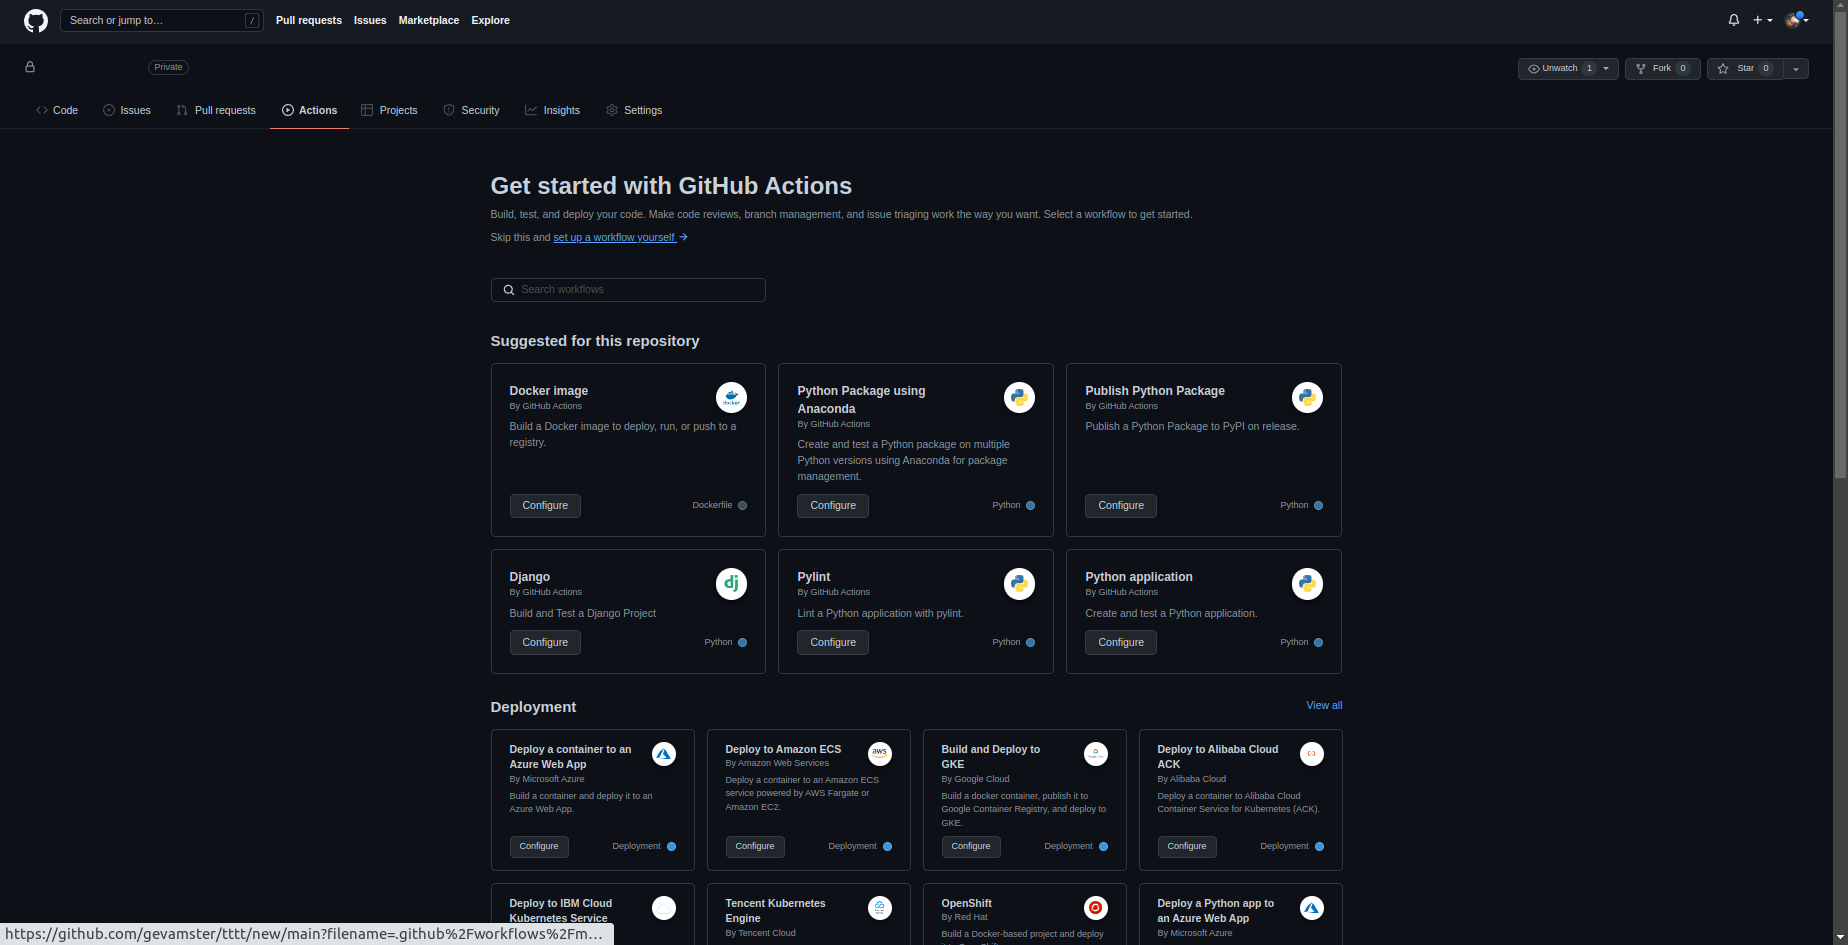 Search or jump to…
/
Pull requests
Issues
Marketplace
Explore
Private
Unwatch 1
Fork 0
Star 0
Code
Issues
Pull requests
Actions
Projects
Security
Insights
Settings
Get started with GitHub Actions
Build, test, and deploy your code. Make code reviews, branch management, and issue triaging work the way you want. Select a workflow to get started.
Skip this and set up a workflow yourself
Search workflows
Suggested for this repository
Docker image
By GitHub Actions
docker
Build a Docker image to deploy, run, or push to a
registry.
Configure
Dockerfile
Python Package using
Anaconda
By GitHub Actions
Create and test a Python package on multiple
Python versions using Anaconda for package
management.
Configure
Python
Publish Python Package
By GitHub Actions
Publish a Python Package to PyPI on release.
Configure
Python
Django
By GitHub Actions
dj
Build and Test a Django Project
Configure
Python
Pylint
By GitHub Actions
Lint a Python application with pylint.
Configure
Python
Python application
By GitHub Actions
Create and test a Python application.
Configure
Python
Deployment
View all
Deploy a container to an
Azure Web App
By Microsoft Azure
Build a container and deploy it to an
Azure Web App.
Configure
Deployment
Deploy to Amazon ECS
By Amazon Web Services
aws
Deploy a container to an Amazon ECS
service powered by AWS Fargate or
Amazon EC2.
Configure
Deployment
Build and Deploy to
GKE
By Google Cloud
Build a docker container, publish it to
Google Container Registry, and deploy to
GKE.
Configure
Deployment
Deploy to Alibaba Cloud
ACK
By Alibaba Cloud
Deploy a container to Alibaba Cloud
Container Service for Kubernetes (ACK).
Configure
Deployment
Deploy to IBM Cloud
Kubernetes Service
Tencent Kubernetes
Engine
By Tencent Cloud
OpenShift
By Red Hat
Build a Docker-based project and deploy
Deploy a Python app to
an Azure Web App
By Microsoft Azure
https://github.com/gevamster/tttt/new/main?filename=.github%2Fworkflows%2Fm…